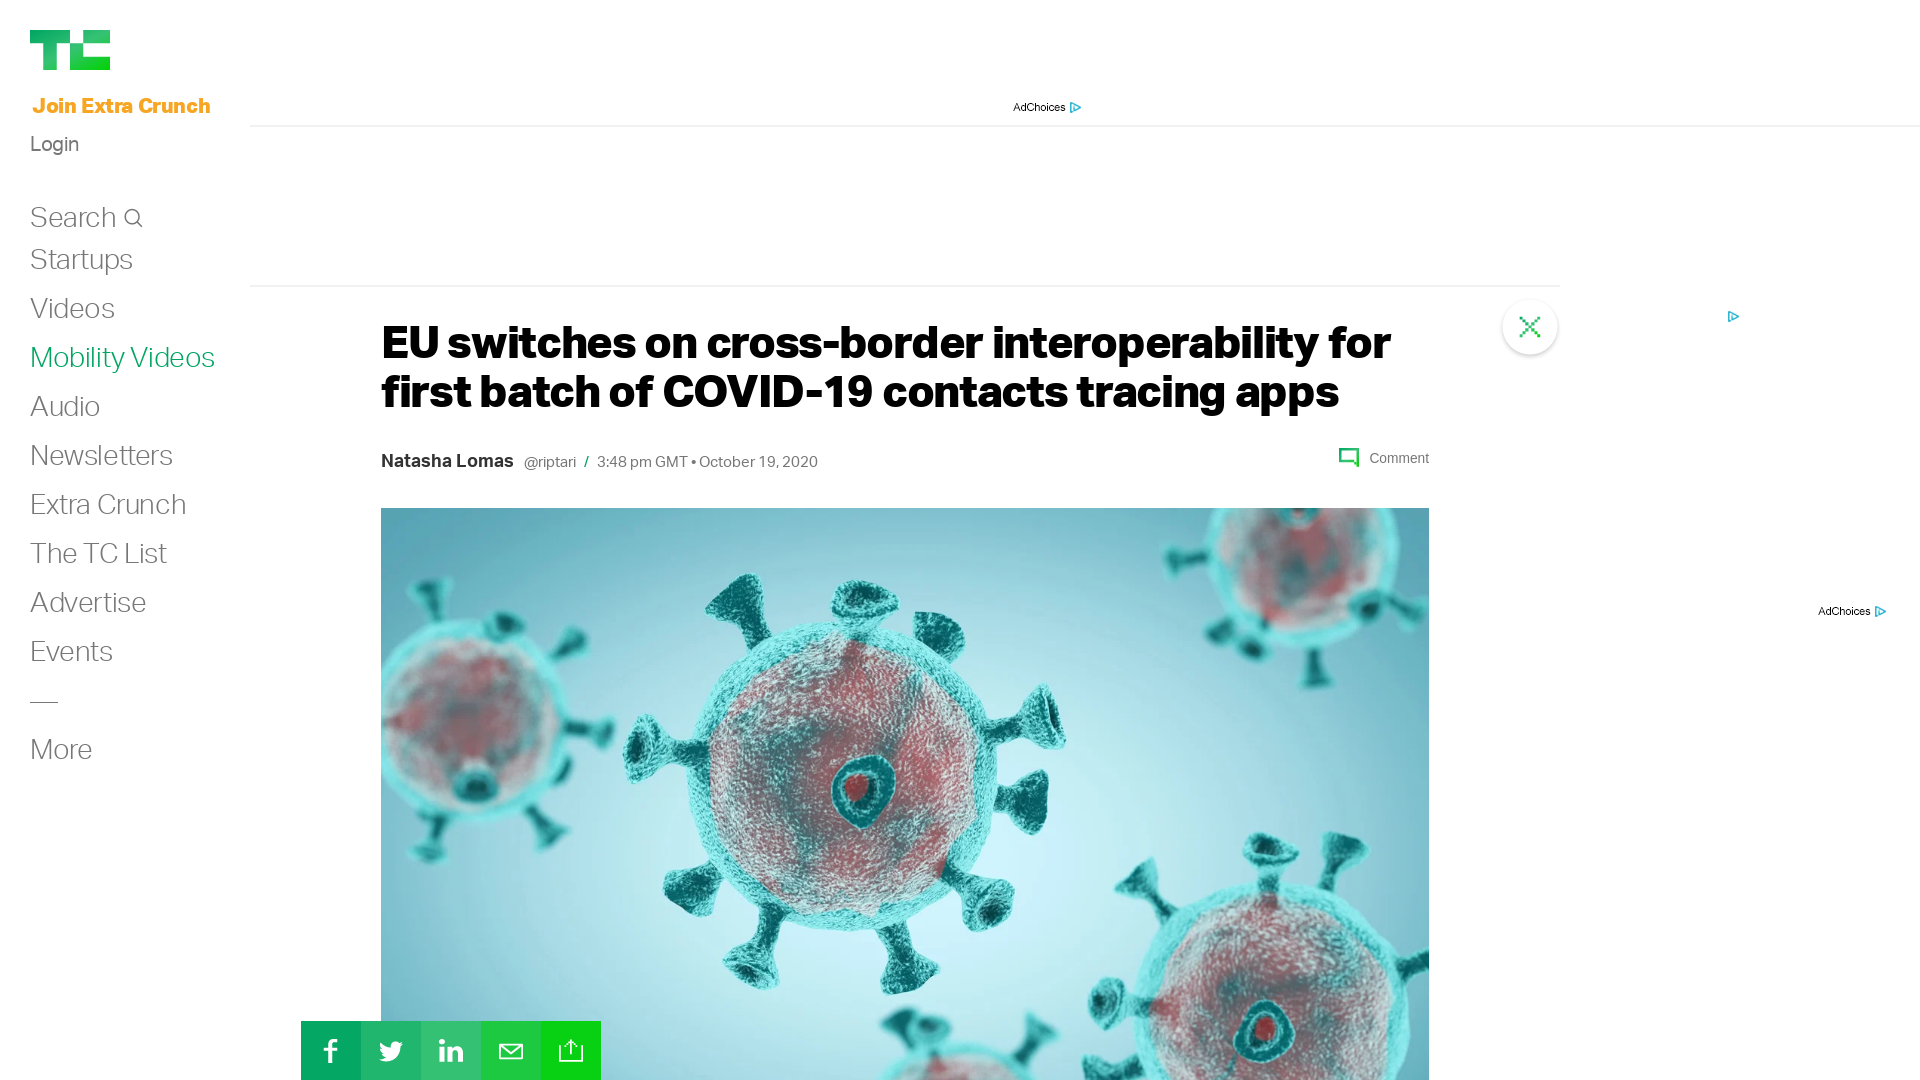 TC
Join Extra Crunch
Login
Search
Startups
Videos
Mobility Videos
Audio
Newsletters
Extra Crunch
The TC List
Advertise
Events
More
AdChoices
EU switches on cross-border interoperability for
first batch of COVID-19 contacts tracing apps
Natasha Lomas @riptari / 3:48 pm GMT • October 19, 2020
Comment
AdChoices
f
in